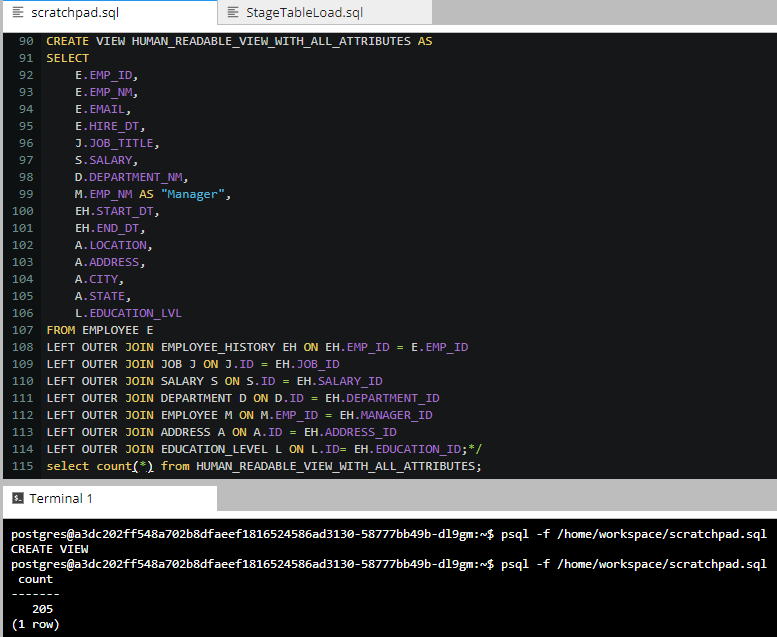 scratchpad.sql
StageTableLoad.sql
90 CREATE VIEW HUMAN_READABLE_VIEW_WITH_ALL_ATTRIBUTES AS
91 SELECT
92 E.EMP_ID,
93 E.EMP_NM,
94 E.EMAIL,
95 E.HIRE_DT,
96 J.JOB_TITLE,
97 S.SALARY,
98 D.DEPARTMENT_NM,
99 M.EMP_NM AS "Manager",
100 EH.START_DT,
101 EH.END_DT,
102 A.LOCATION,
103 A.ADDRESS,
104 A.CITY,
105 A.STATE,
106 L.EDUCATION_LVL
107 FROM EMPLOYEE E
108 LEFT OUTER JOIN EMPLOYEE_HISTORY EH ON EH.EMP_ID = E.EMP_ID
109 LEFT OUTER JOIN JOB J ON J.ID = EH.JOB_ID
110 LEFT OUTER JOIN SALARY S ON S.ID = EH.SALARY_ID
111 LEFT OUTER JOIN DEPARTMENT D ON D.ID = EH.DEPARTMENT_ID
112 LEFT OUTER JOIN EMPLOYEE M ON M.EMP_ID = EH.MANAGER_ID
113 LEFT OUTER JOIN ADDRESS A ON A.ID = EH.ADDRESS_ID
114 LEFT OUTER JOIN EDUCATION_LEVEL L ON L.ID= EH.EDUCATION_ID;*/
115 select count(*) from HUMAN_READABLE_VIEW_WITH_ALL_ATTRIBUTES;
Terminal 1
postgres@a3dc202ff548a702b8dfaeef1816524586ad3130-58777bb49b-dl9gm:~$ psql -f /home/workspace/scratchpad.sql
CREATE VIEW
postgres@a3dc202ff548a702b8dfaeef1816524586ad3130-58777bb49b-dl9gm:~$ psql -f /home/workspace/scratchpad.sql
count
-------
205
(1 row)